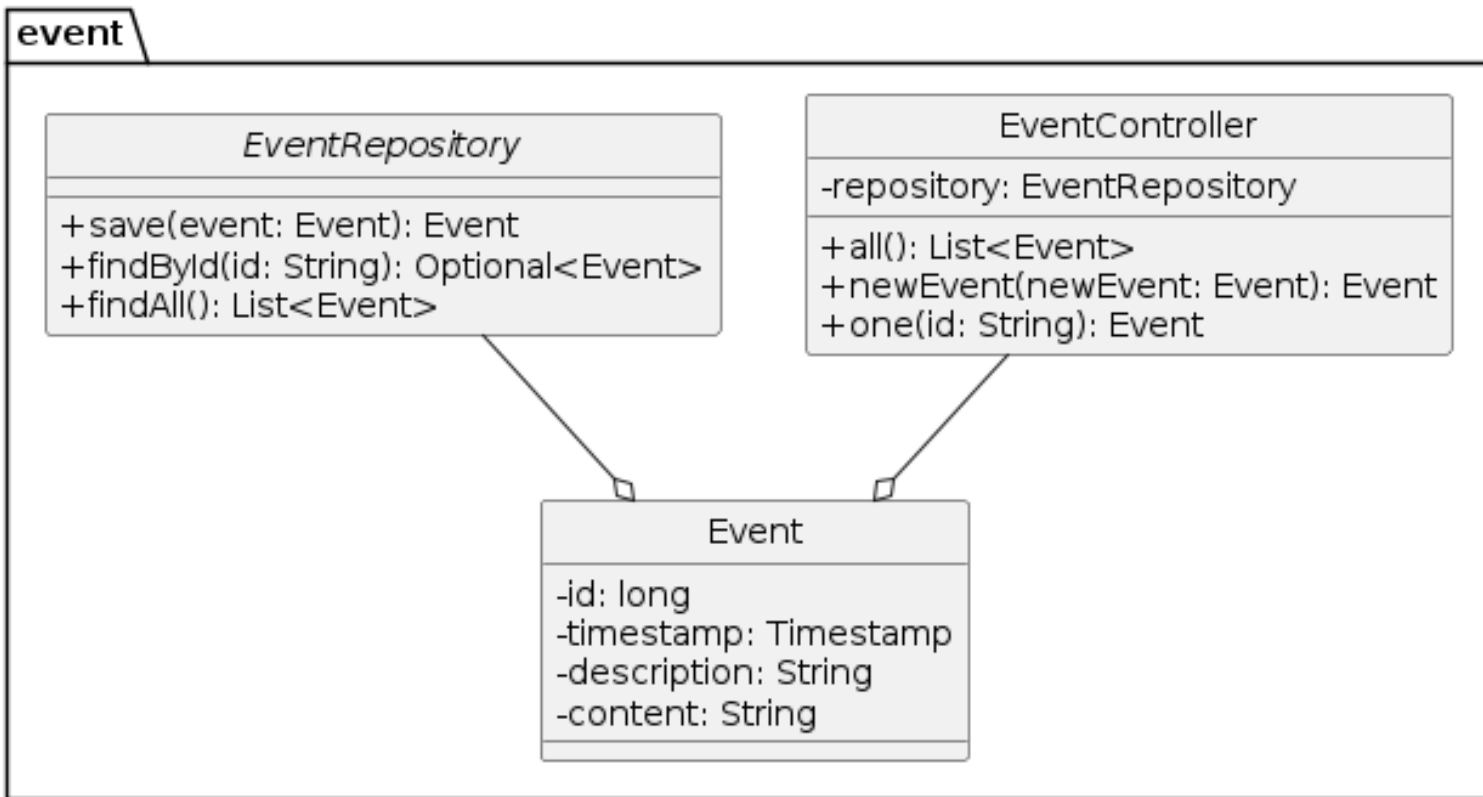 event
EventRepository
+save(event: Event): Event
+findById(id: String): Optional<Event>
+findAll(): List<Event>
EventController
-repository: EventRepository
+all(): List<Event>
+newEvent(newEvent: Event): Event
+one(id: String): Event
Event
-id: long
-timestamp: Timestamp
-description: String
-content: String